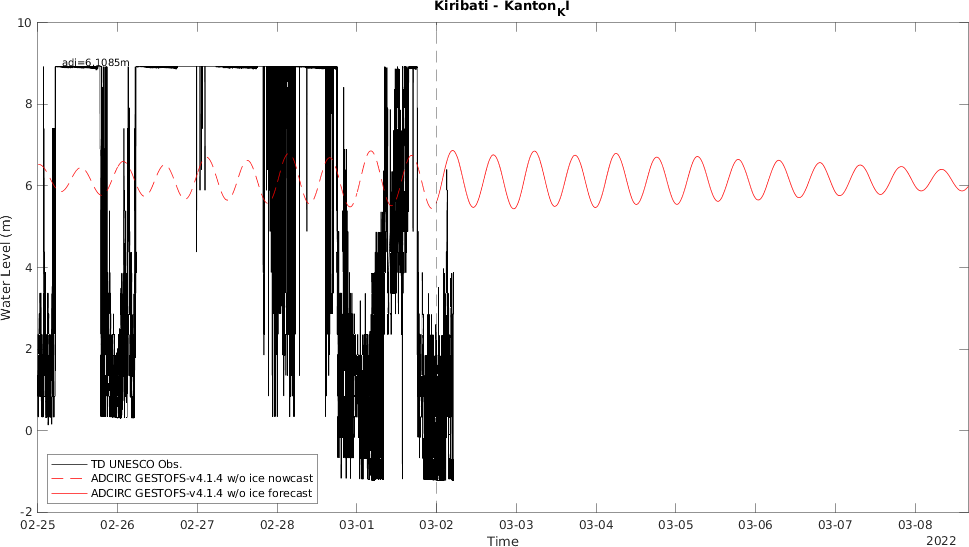 Kiribati - Kanton_KI
10
8
6
4
2
0
-2
Water Level (m)
adj=6.1085m
TD UNESCO Obs.
ADCIRC GESTOFS-v4.1.4 w/o ice nowcast
ADCIRC GESTOFS-v4.1.4 w/o ice forecast
02-25 02-26 02-27 02-28 03-01 03-02 03-03 03-04 03-05 03-06 03-07 03-08
Time
2022